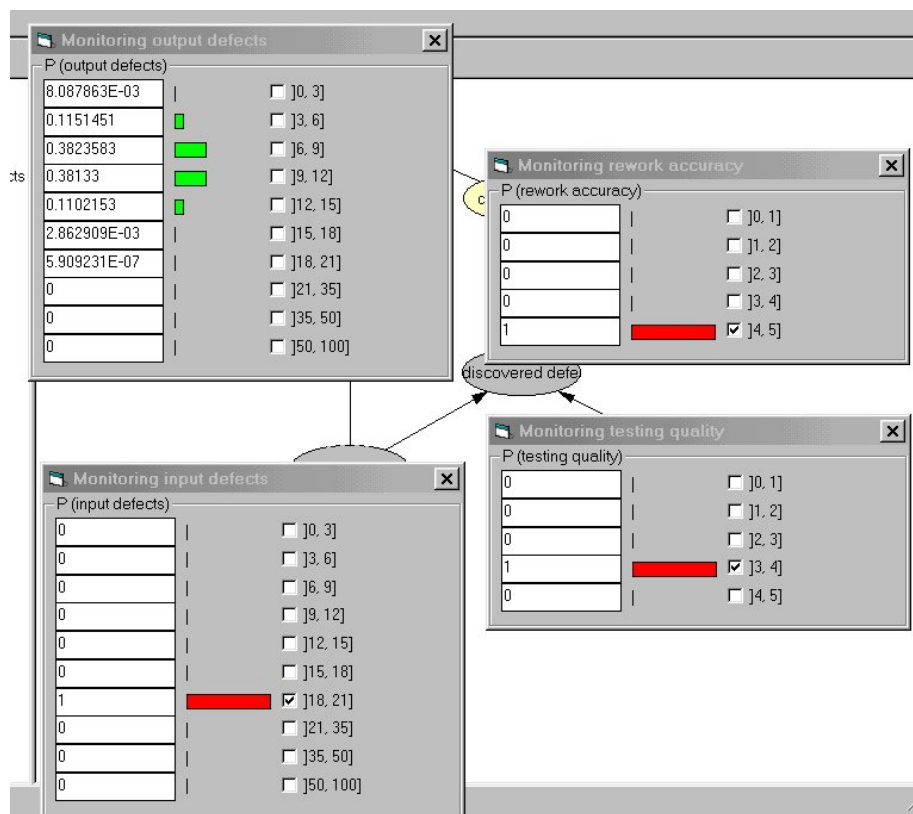 Monitoring output defects
P (output defects)
8.087863E-03 ]0, 3]
0.1151451 ]3, 6]
0.3823583 ]6, 9]
0.38133 ]9, 12]
0.1102153 ]12, 15]
2.862909E-03 ]15, 18]
5.909231E-07 ]18, 21]
0 ]21, 35]
0 ]35, 50]
0 ]50, 100]
cts
Monitoring rework accuracy
P (rework accuracy)
0 ]0, 1]
0 ]1, 2]
0 ]2, 3]
0 ]3, 4]
1 ]4, 5]
c
discovered defe
Monitoring input defects
P (input defects)
0 ]0, 3]
0 ]3, 6]
0 ]6, 9]
0 ]9, 12]
0 ]12, 15]
0 ]15, 18]
1 ]18, 21]
0 ]21, 35]
0 ]35, 50]
0 ]50, 100]
Monitoring testing quality
P (testing quality)
0 ]0, 1]
0 ]1, 2]
0 ]2, 3]
1 ]3, 4]
0 ]4, 5]